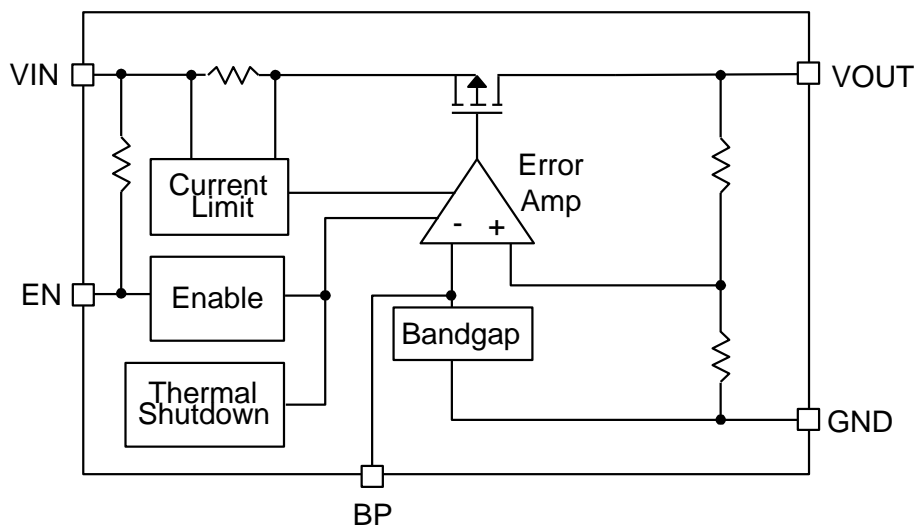 VIN
VOUT
Error
Amp
Current
Limit
- +
EN
Enable
Bandgap
Thermal
Shutdown
GND
BP